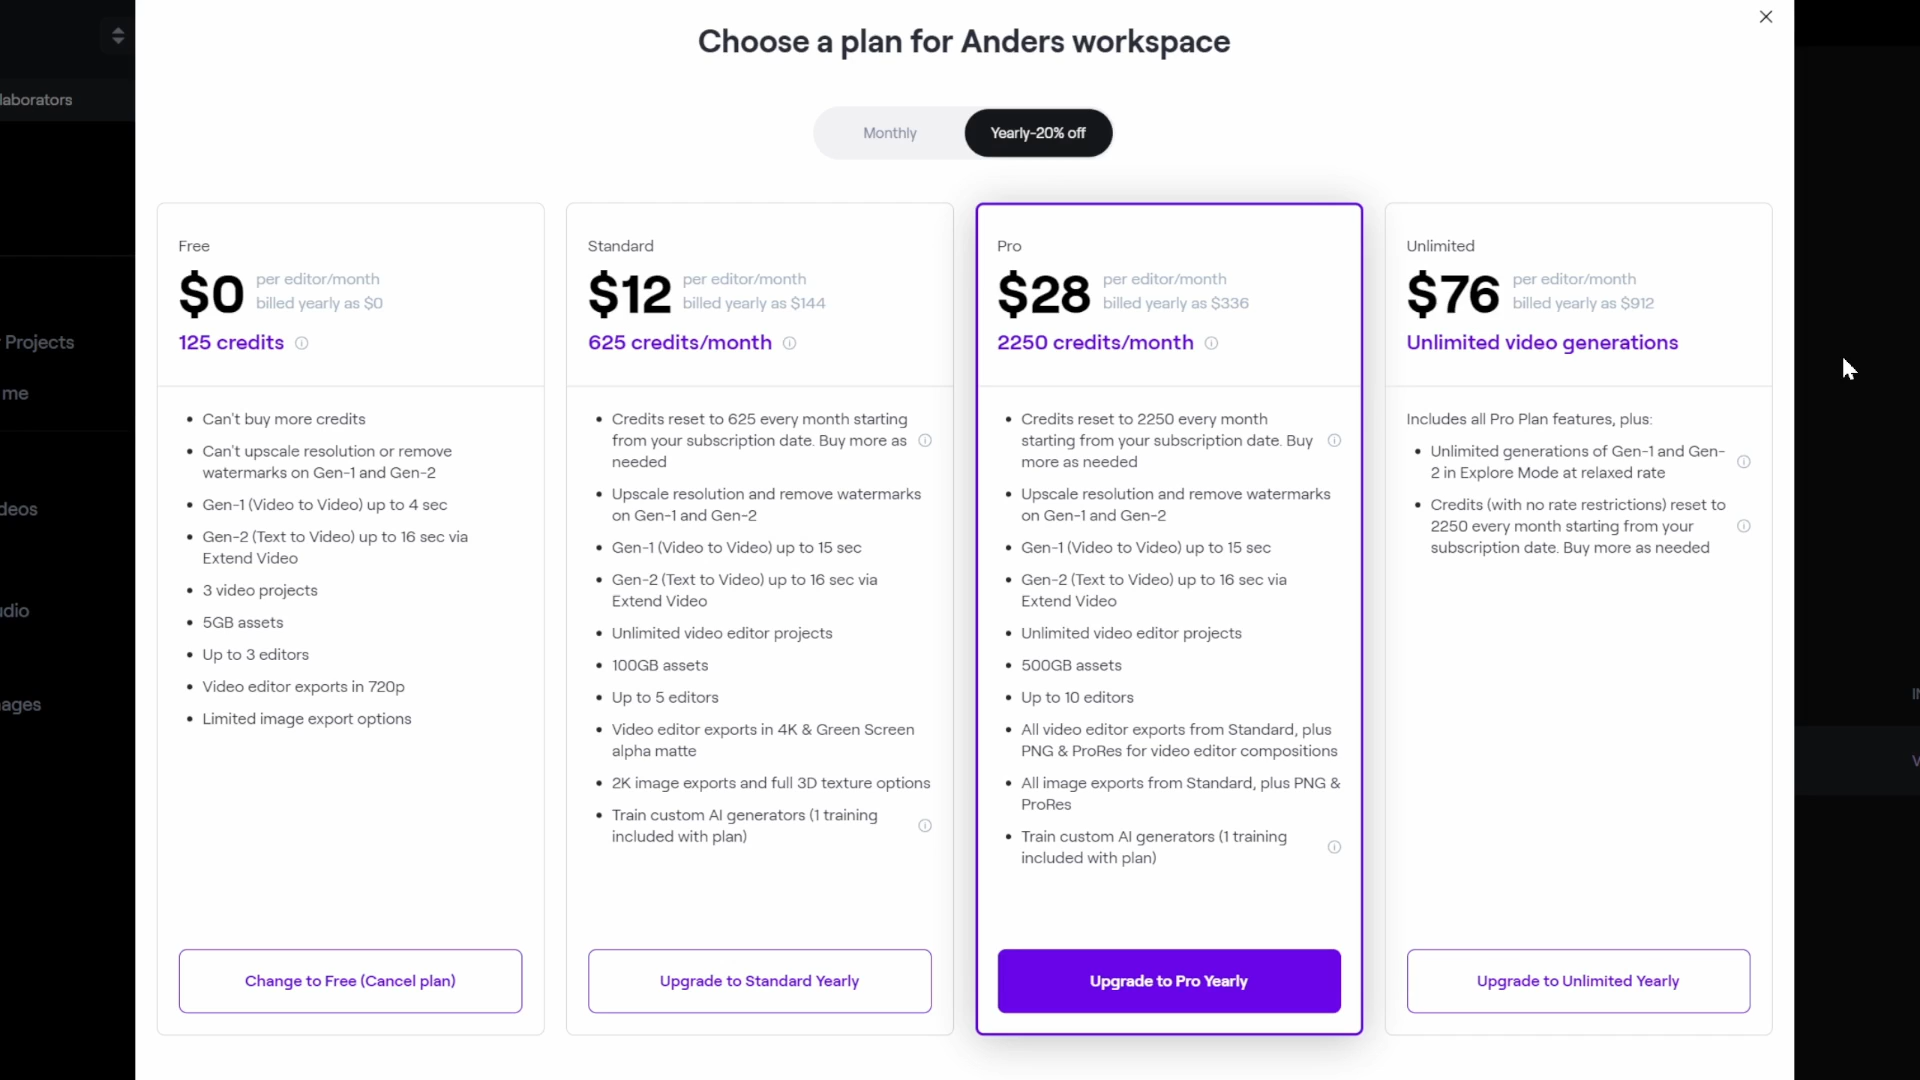 Choose a plan for Anders workspace
Monthly
Yearly-20% off
laborators
Projects
me
deos
udio
ages
Free
$0
per editor/month
billed yearly as $0
125 credits
Can't buy more credits
Can't upscale resolution or remove
watermarks on Gen-1 and Gen-2
Gen-1 (Video to Video) up to 4 sec
Gen-2 (Text to Video) up to 16 sec via
Extend Video
3 video projects
5GB assets
Up to 3 editors
Video editor exports in 720p
Limited image export options
Change to Free (Cancel plan)
Standard
$12
per editor/month
billed yearly as $144
625 credits/month
Credits reset to 625 every month starting
from your subscription date. Buy more as
needed
Upscale resolution and remove watermarks
on Gen-1 and Gen-2
Gen-1 (Video to Video) up to 15 sec
Gen-2 (Text to Video) up to 16 sec via
Extend Video
Unlimited video editor projects
100GB assets
Up to 5 editors
Video editor exports in 4K & Green Screen
alpha matte
2K image exports and full 3D texture options
Train custom AI generators (1 training
included with plan)
Upgrade to Standard Yearly
Pro
$28
per editor/month
billed yearly as $336
2250 credits/month
Credits reset to 2250 every month
starting from your subscription date. Buy
more as needed
Upscale resolution and remove watermarks
on Gen-1 and Gen-2
Gen-1 (Video to Video) up to 15 sec
Gen-2 (Text to Video) up to 16 sec via
Extend Video
Unlimited video editor projects
500GB assets
Up to 10 editors
All video editor exports from Standard, plus
PNG & ProRes for video editor compositions
All image exports from Standard, plus PNG &
ProRes
Train custom AI generators (1 training
included with plan)
Upgrade to Pro Yearly
Unlimited
$76
per editor/month
billed yearly as $912
Unlimited video generations
Includes all Pro Plan features, plus:
Unlimited generations of Gen-1 and Gen-
2 in Explore Mode at relaxed rate
Credits (with no rate restrictions) reset to
2250 every month starting from your
subscription date. Buy more as needed
Upgrade to Unlimited Yearly